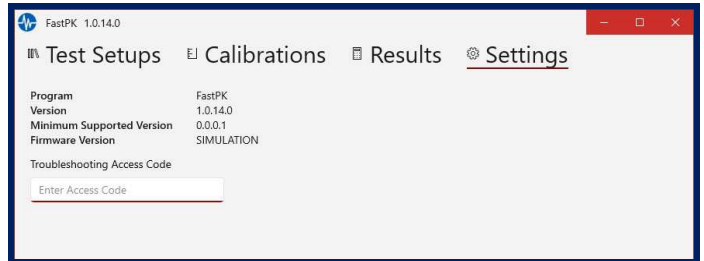 FastPK 1.0.14.0
Test Setups Calibrations Results Settings
Program FastPK
Version 1.0.14.0
Minimum Supported Version 0.0.0.1
Firmware Version SIMULATION
Troubleshooting Access Code
Enter Access Code